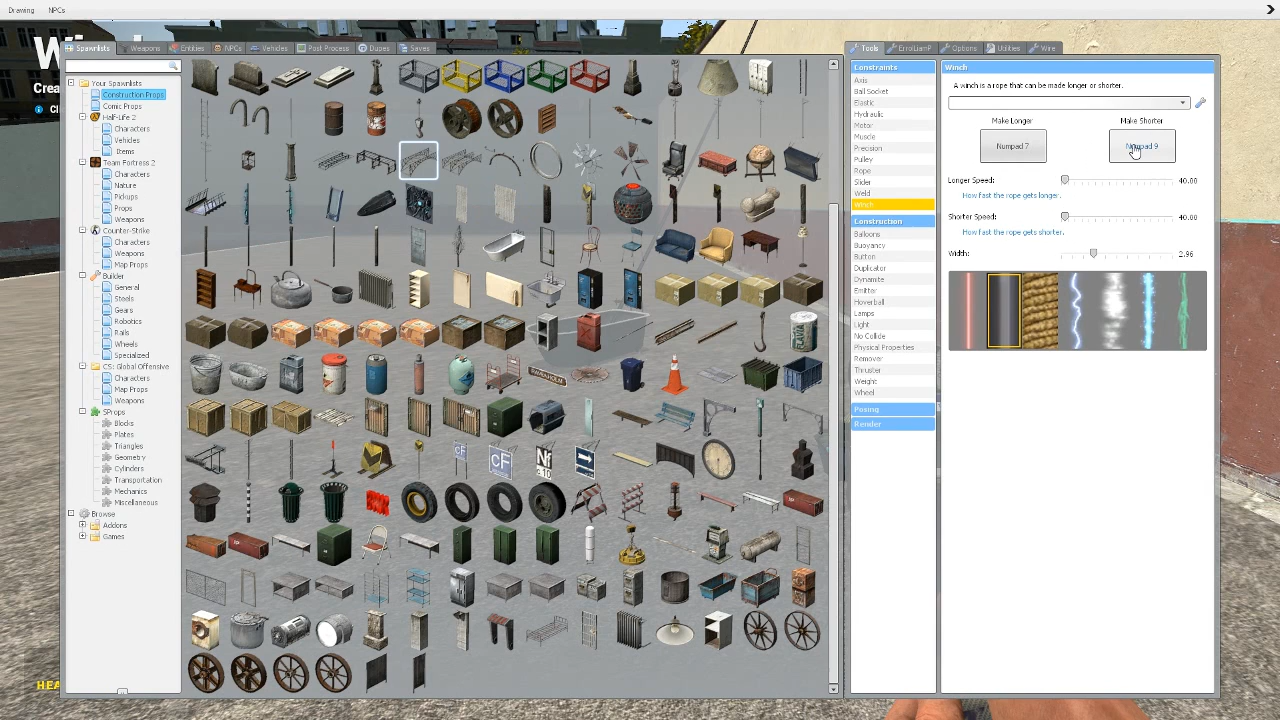 Drawing NPCs
Spawnlists Weapons Entities NPCs Vehicles Post Process Dupes Saves
Your Spawnlists
Construction Props
Comic Props
Half-Life 2
Characters
Vehicles
Items
Team Fortress 2
Characters
Nature
Pickups
Props
Weapons
Counter-Strike
Characters
Weapons
Map Props
Builder
General
Steels
Gears
Robotics
Rails
Wheels
Specialized
CS: Global Offensive
Characters
Map Props
Weapons
SProps
Blocks
Plates
Triangles
Geometry
Cylinders
Transportation
Mechanics
Miscellaneous
Browse
Addons
Games
cF
cF
Tools ErrolLiamP Options Utilities Wire
Constraints
Axis
Ball Socket
Elastic
Hydraulic
Motor
Muscle
Precision
Pulley
Rope
Slider
Weld
Winch
Construction
Balloons
Buoyancy
Button
Duplicator
Dynamite
Emitter
Hoverball
Lamps
Light
No Collide
Physical Properties
Remover
Thruster
Weight
Wheel
Posing
Render
Winch
A winch is a rope that can be made longer or shorter.
Make Longer Make Shorter
Numpad 7 Numpad 9
Longer Speed: 40.00
How fast the rope gets longer.
Shorter Speed: 40.00
How fast the rope gets shorter.
Width: 2.96